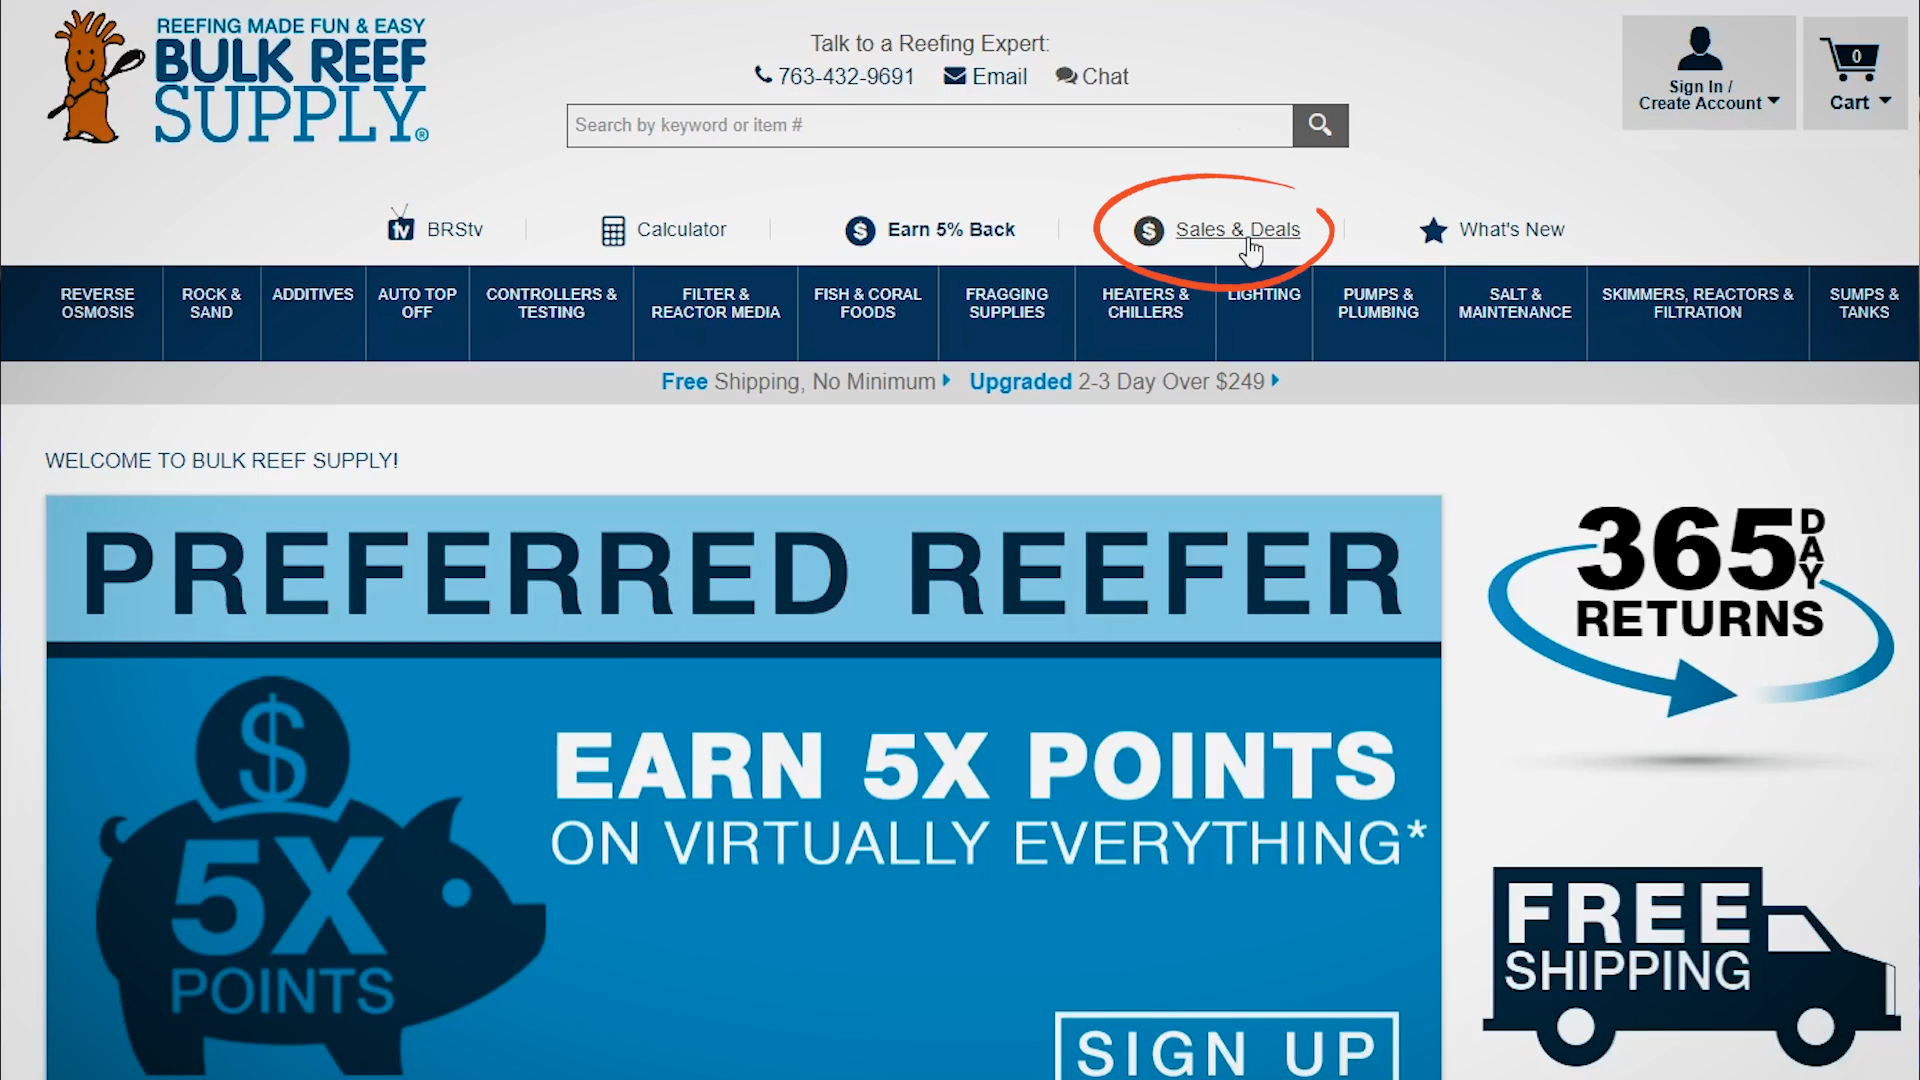 REEFING MADE FUN & EASY
BULK REEF
SUPPLY®
Talk to a Reefing Expert:
763-432-9691 Email Chat
Search by keyword or item #
Sign In /
Create Account
0
Cart
tv BRStv Calculator $ Earn 5% Back $ Sales & Deals What's New
REVERSE
OSMOSIS
ROCK &
SAND
ADDITIVES
AUTO TOP
OFF
CONTROLLERS &
TESTING
FILTER &
REACTOR MEDIA
FISH & CORAL
FOODS
FRAGGING
SUPPLIES
HEATERS &
CHILLERS
LIGHTING
PUMPS &
PLUMBING
SALT &
MAINTENANCE
SKIMMERS, REACTORS &
FILTRATION
SUMPS &
TANKS
Free Shipping, No Minimum Upgraded 2-3 Day Over $249
WELCOME TO BULK REEF SUPPLY!
PREFERRED REEFER
$
5X
POINTS
EARN 5X POINTS
ON VIRTUALLY EVERYTHING*
SIGN UP
365 DAY
RETURNS
FREE
SHIPPING